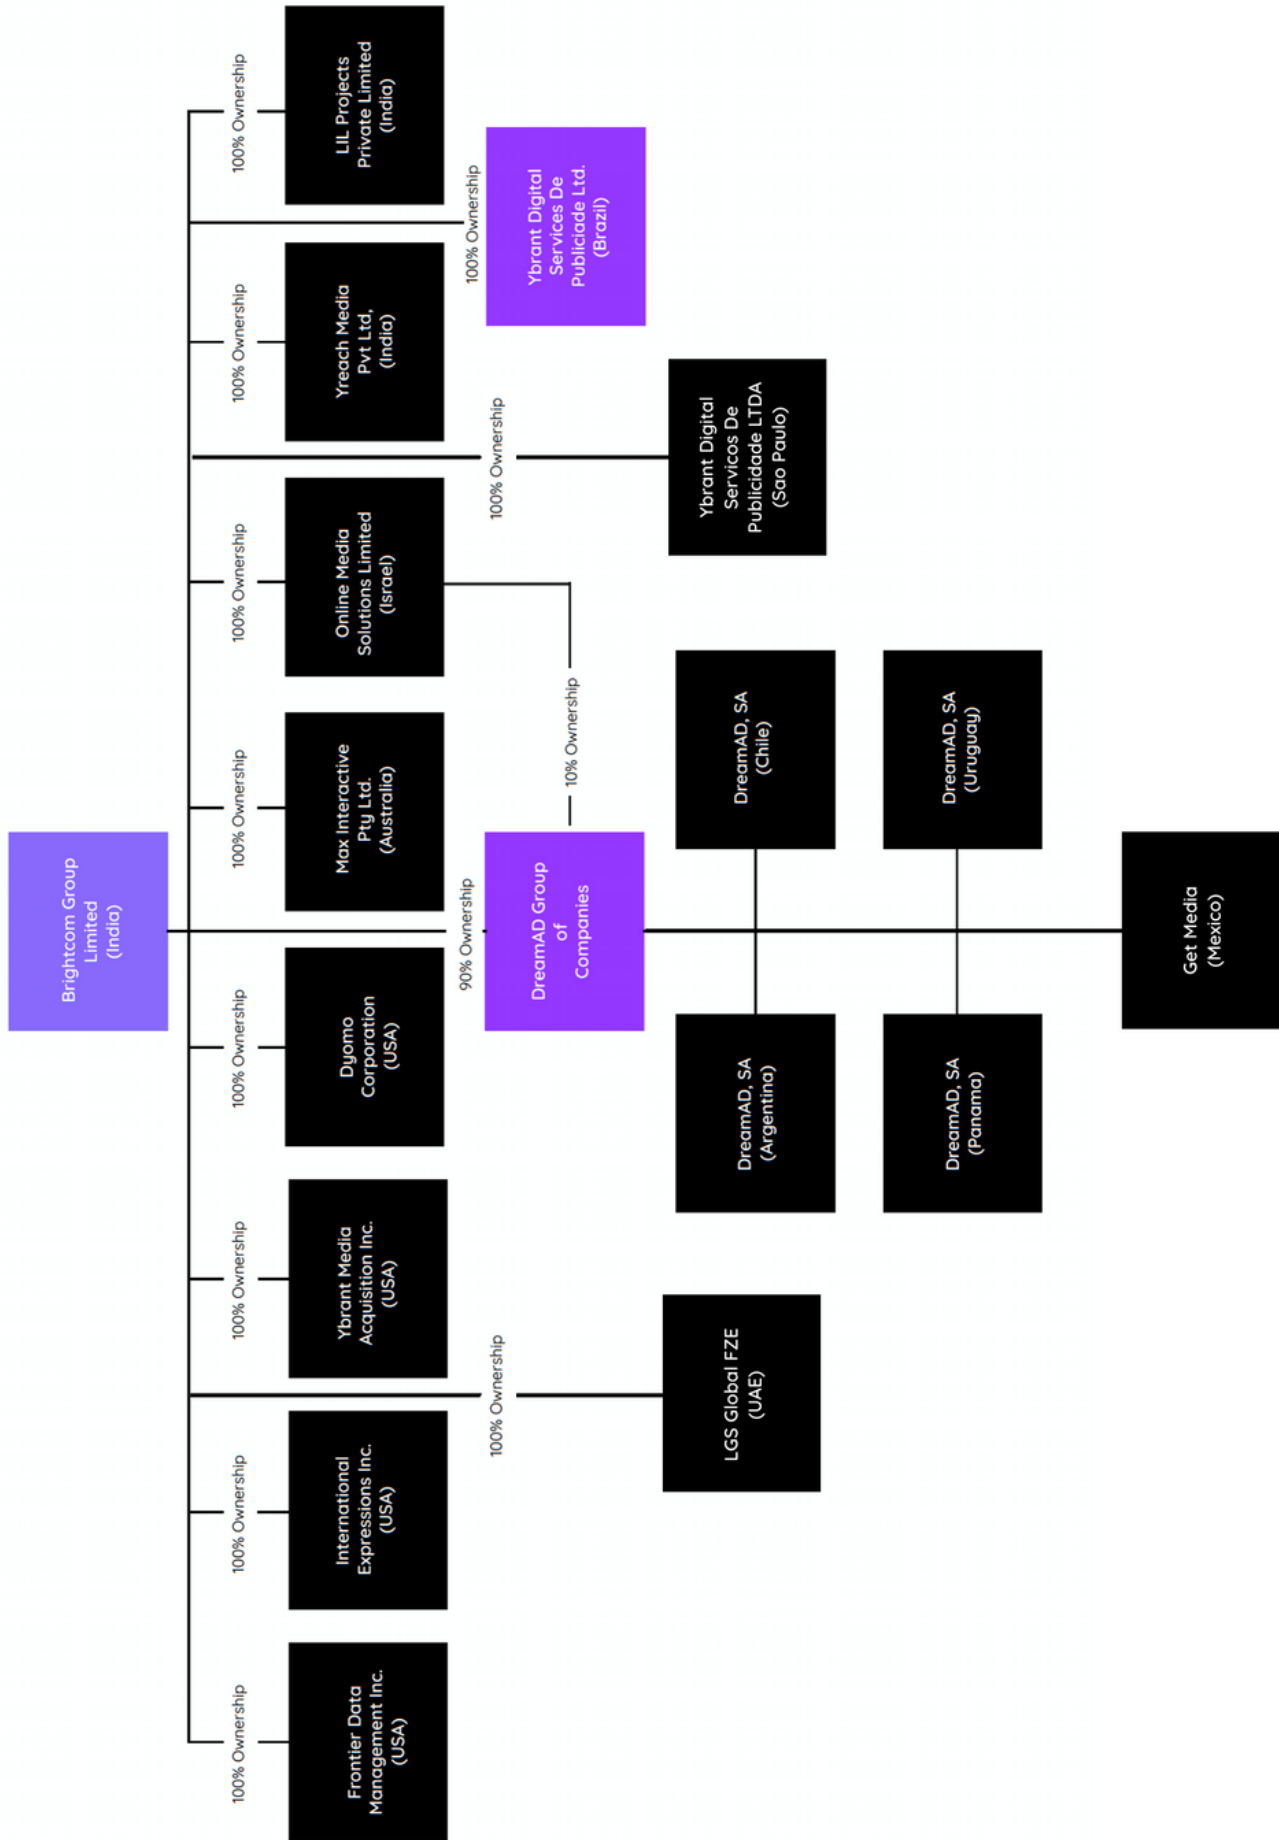 Brightcom Group
Limited
(India)
100% Ownership
100% Ownership
100% Ownership
100% Ownership
100% Ownership
100% Ownership
100% Ownership
100% Ownership
Frontier Data
Management Inc.
(USA)
International
Expressions Inc.
(USA)
Ybrant Media
Acquisition Inc.
(USA)
Dyomo
Corporation
(USA)
Max Interactive
Pty Ltd.
(Australia)
Online Media
Solutions Limited
(Israel)
Yreach Media
Pvt Ltd,
(India)
LIL Projects
Private Limited
(India)
100% Ownership
90% Ownership
100% Ownership
100% Ownership
DreamAD Group
of
Companies
10% Ownership
Ybrant Digital
Services De
Publiciade Ltd.
(Brazil)
LGS Global FZE
(UAE)
DreamAD, SA
(Argentina)
DreamAD, SA
(Chile)
Ybrant Digital
Servicos De
Publicidade LTDA
(Sao Paulo)
DreamAD, SA
(Panama)
DreamAD, SA
(Uruguay)
Get Media
(Mexico)